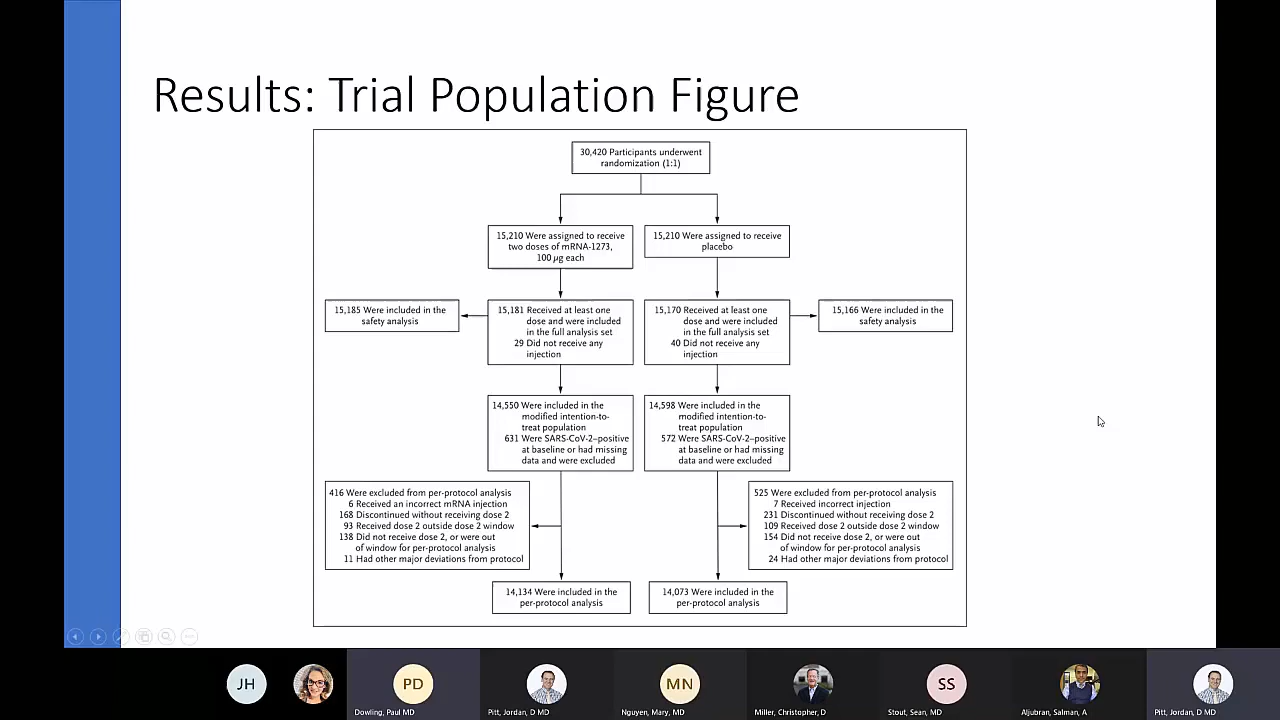 Results: Trial Population Figure
30,420 Participants underwent
randomization (1:1)
15,210 Were assigned to receive
two doses of mRNA-1273,
100 µg each
15,210 Were assigned to receive
placebo
15,185 Were included in the
safety analysis
15,181 Received at least one
dose and were included
in the full analysis set
29 Did not receive any
injection
15,170 Received at least one
dose and were included
in the full analysis set
40 Did not receive any
injection
15,166 Were included in the
safety analysis
14,550 Were included in the
modified intention-to-
treat population
631 Were SARS-CoV-2–positive
at baseline or had missing
data and were excluded
14,598 Were included in the
modified intention-to-
treat population
572 Were SARS-CoV-2–positive
at baseline or had missing
data and were excluded
416 Were excluded from per-protocol analysis
6 Received an incorrect mRNA injection
168 Discontinued without receiving dose 2
93 Received dose 2 outside dose 2 window
138 Did not receive dose 2, or were out
of window for per-protocol analysis
11 Had other major deviations from protocol
525 Were excluded from per-protocol analysis
7 Received incorrect injection
231 Discontinued without receiving dose 2
109 Received dose 2 outside dose 2 window
154 Did not receive dose 2, or were out
of window for per-protocol analysis
24 Had other major deviations from protocol
14,134 Were included in the
per-protocol analysis
14,073 Were included in the
per-protocol analysis
JH
PD
MN
SS
Dowling, Paul MD
Pitt, Jordan, D MD
Nguyen, Mary, MD
Miller, Christopher, D
Stout, Sean, MD
Aljubran, Salman, A
Pitt, Jordan, D MD